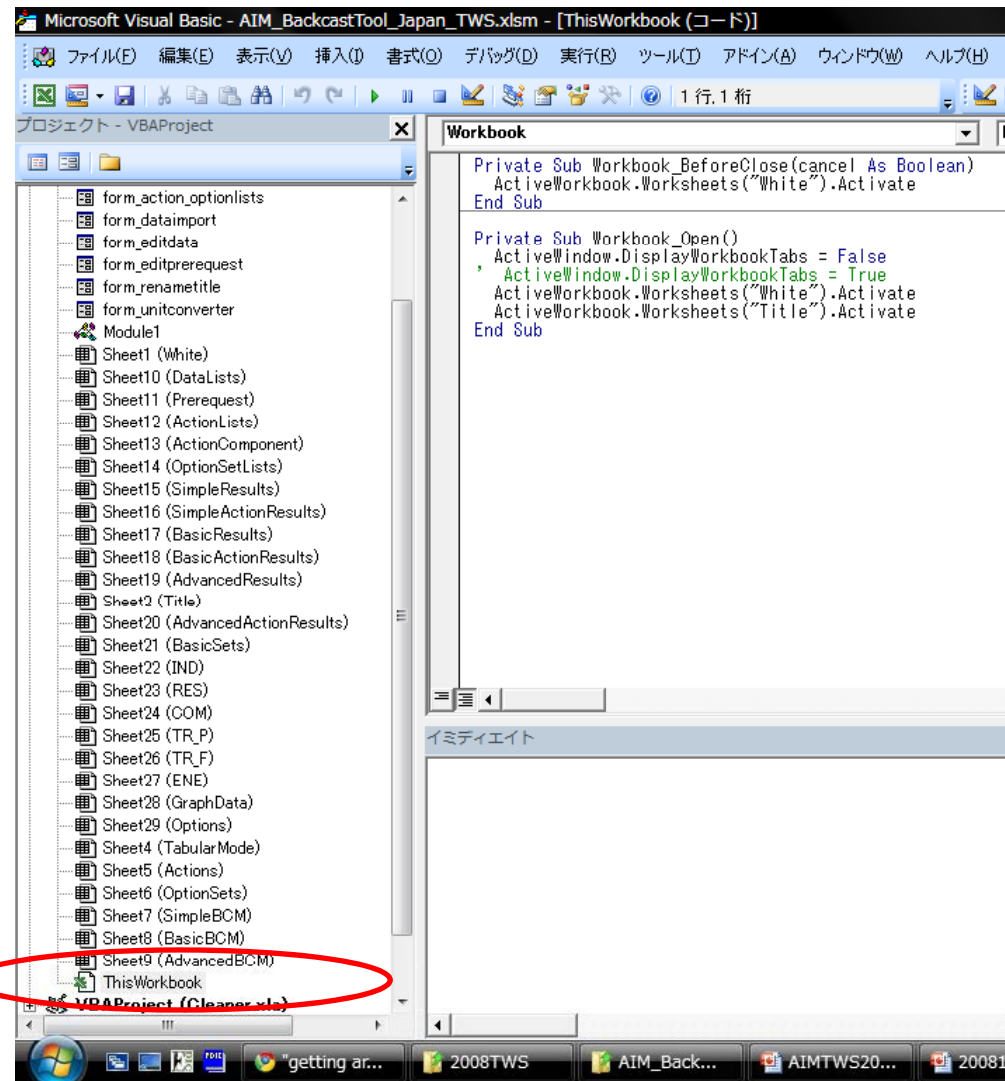 Microsoft Visual Basic - AIM_BackcastTool_Japan_TWS.xlsm - [ThisWorkbook (コード)]
ファイル(F) 編集(E) 表示(V) 挿入(I) 書式(O) デバッグ(D) 実行(R) ツール(T) アドイン(A) ウィンドウ(W) ヘルプ(H)
1 行, 1 桁
プロジェクト - VBAProject
form_action_optionlists
form_dataimport
form_editdata
form_editprerequest
form_renametitle
form_unitconverter
Module1
Sheet1 (White)
Sheet10 (DataLists)
Sheet11 (Prerequest)
Sheet12 (ActionLists)
Sheet13 (ActionComponent)
Sheet14 (OptionSetLists)
Sheet15 (SimpleResults)
Sheet16 (SimpleActionResults)
Sheet17 (BasicResults)
Sheet18 (BasicActionResults)
Sheet19 (AdvancedResults)
Sheet2 (Title)
Sheet20 (AdvancedActionResults)
Sheet21 (BasicSets)
Sheet22 (IND)
Sheet23 (RES)
Sheet24 (COM)
Sheet25 (TR_P)
Sheet26 (TR_F)
Sheet27 (ENE)
Sheet28 (GraphData)
Sheet29 (Options)
Sheet4 (TabularMode)
Sheet5 (Actions)
Sheet6 (OptionSets)
Sheet7 (SimpleBCM)
Sheet8 (BasicBCM)
Sheet9 (AdvancedBCM)
ThisWorkbook
VBAProject (Cleaner.xla)
Workbook
Private Sub Workbook_BeforeClose(cancel As Boolean)
ActiveWorkbook.Worksheets("White").Activate
End Sub
Private Sub Workbook_Open()
ActiveWindow.DisplayWorkbookTabs = False
' ActiveWindow.DisplayWorkbookTabs = True
ActiveWorkbook.Worksheets("White").Activate
ActiveWorkbook.Worksheets("Title").Activate
End Sub
イミディエイト
PDIC
"getting ar...
2008TWS
AIM_Back...
AIMTWS20...
20081